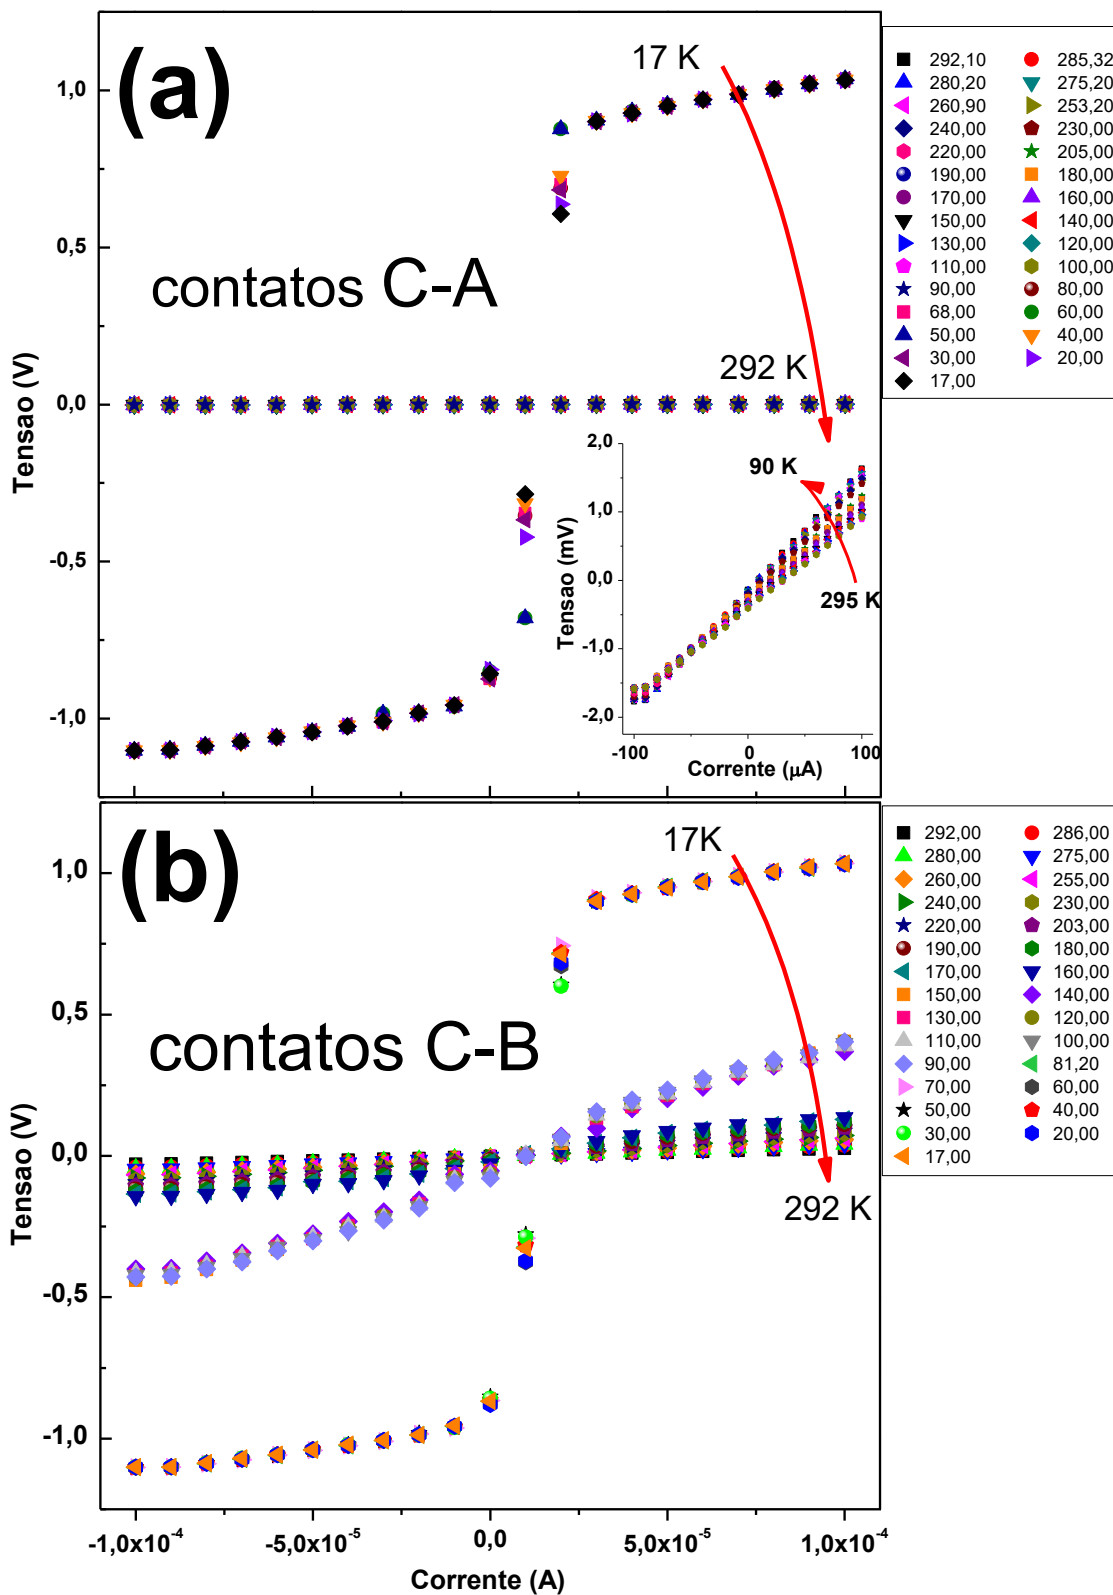 (a)
contatos C-A
17 K
292 K
Tensao (V)
1,0
0,5
0,0
-0,5
-1,0
292,10 285,32
280,20 275,20
260,90 253,20
240,00 230,00
220,00 205,00
190,00 180,00
170,00 160,00
150,00 140,00
130,00 120,00
110,00 100,00
90,00 80,00
68,00 60,00
50,00 40,00
30,00 20,00
17,00
2,0
1,0
0,0
-1,0
-2,0
Tensao (mV)
90 K
295 K
-100 0 100
Corrente (μA)
(b)
contatos C-B
17K
292 K
Tensao (V)
1,0
0,5
0,0
-0,5
-1,0
292,00 286,00
280,00 275,00
260,00 255,00
240,00 230,00
220,00 203,00
190,00 180,00
170,00 160,00
150,00 140,00
130,00 120,00
110,00 100,00
90,00 81,20
70,00 60,00
50,00 40,00
30,00 20,00
17,00
-1,0x10⁻⁴ -5,0x10⁻⁵ 0,0 5,0x10⁻⁵ 1,0x10⁻⁴
Corrente (A)